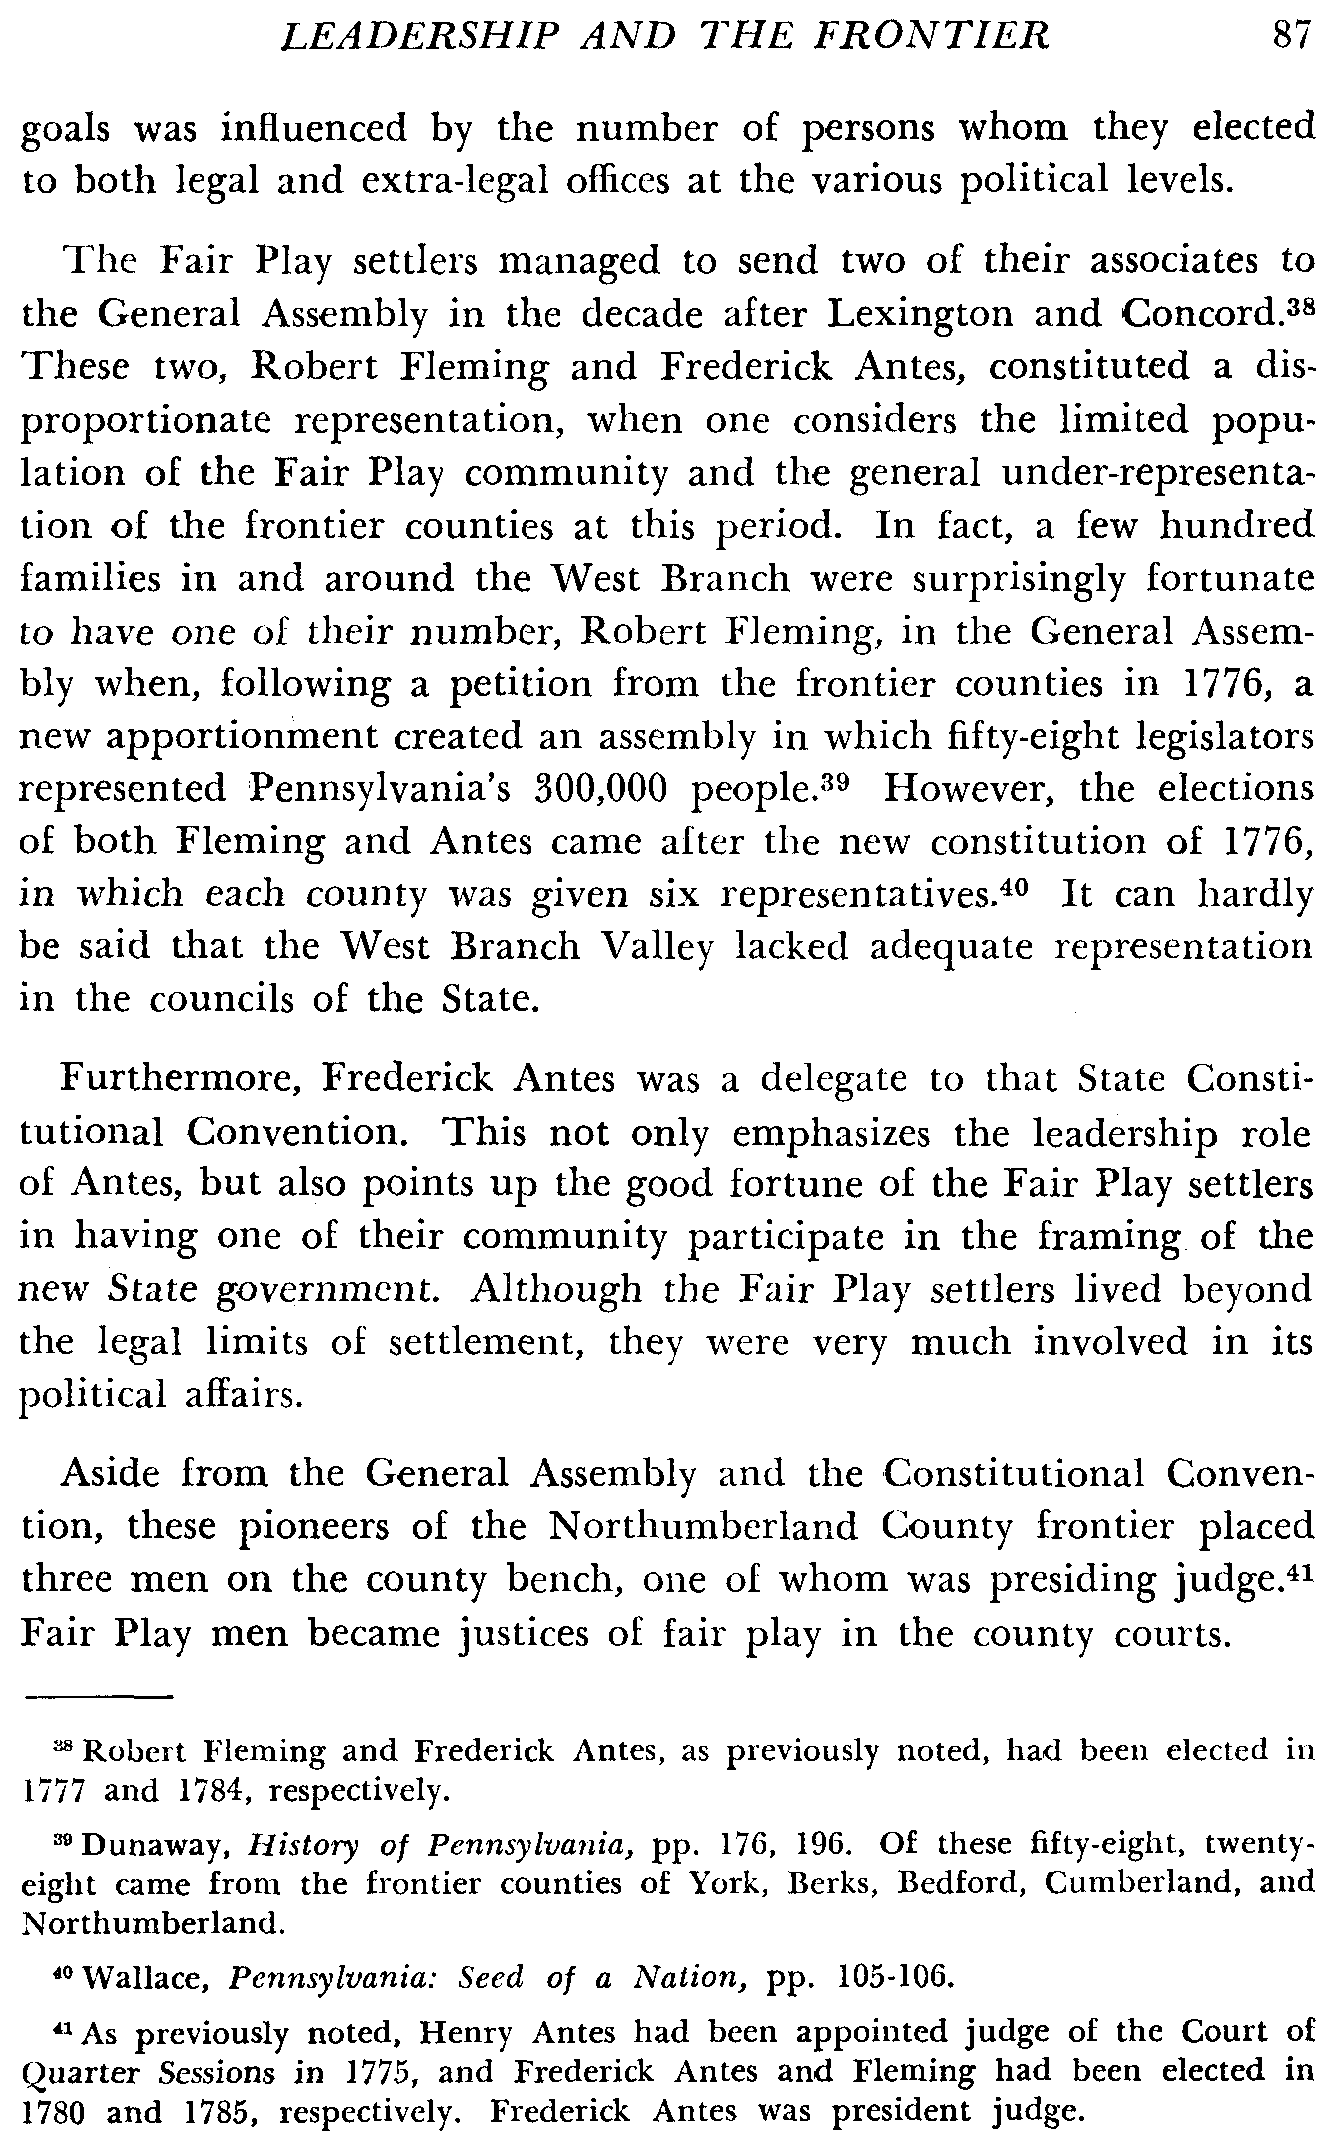 LEADERSHIP AND THE FRONTIER 87
goals was influenced by the number of persons whom they elected
to both legal and extra-legal offices at the various political levels.
The Fair Play settlers managed to send two of their associates to
the General Assembly in the decade after Lexington and Concord.³⁸
These two, Robert Fleming and Frederick Antes, constituted a dis-
proportionate representation, when one considers the limited popu-
lation of the Fair Play community and the general under-representa-
tion of the frontier counties at this period. In fact, a few hundred
families in and around the West Branch were surprisingly fortunate
to have one of their number, Robert Fleming, in the General Assem-
bly when, following a petition from the frontier counties in 1776, a
new apportionment created an assembly in which fifty-eight legislators
represented Pennsylvania's 300,000 people.³⁹ However, the elections
of both Fleming and Antes came after the new constitution of 1776,
in which each county was given six representatives.⁴⁰ It can hardly
be said that the West Branch Valley lacked adequate representation
in the councils of the State.
Furthermore, Frederick Antes was a delegate to that State Consti-
tutional Convention. This not only emphasizes the leadership role
of Antes, but also points up the good fortune of the Fair Play settlers
in having one of their community participate in the framing of the
new State government. Although the Fair Play settlers lived beyond
the legal limits of settlement, they were very much involved in its
political affairs.
Aside from the General Assembly and the Constitutional Conven-
tion, these pioneers of the Northumberland County frontier placed
three men on the county bench, one of whom was presiding judge.⁴¹
Fair Play men became justices of fair play in the county courts.
³⁸ Robert Fleming and Frederick Antes, as previously noted, had been elected in
1777 and 1784, respectively.
³⁹ Dunaway, History of Pennsylvania, pp. 176, 196. Of these fifty-eight, twenty-
eight came from the frontier counties of York, Berks, Bedford, Cumberland, and
Northumberland.
⁴⁰ Wallace, Pennsylvania: Seed of a Nation, pp. 105-106.
⁴¹ As previously noted, Henry Antes had been appointed judge of the Court of
Quarter Sessions in 1775, and Frederick Antes and Fleming had been elected in
1780 and 1785, respectively. Frederick Antes was president judge.